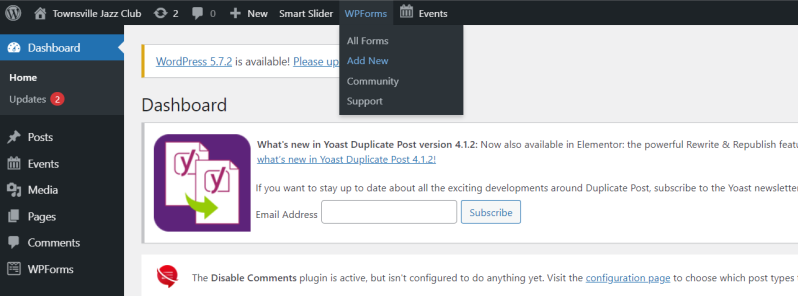 Townsville Jazz Club 2 0 New Smart Slider WPForms Events
All Forms
Add New
Community
Support
Dashboard
Home
Updates 2
Posts
Events
Media
Pages
Comments
WPForms
WordPress 5.7.2 is available! Please up
Dashboard
What's new in Yoast Duplicate Post version 4.1.2: Now also available in Elementor: the powerful Rewrite & Republish featu
what's new in Yoast Duplicate Post 4.1.2!
If you want to stay up to date about all the exciting developments around Duplicate Post, subscribe to the Yoast newsletter
Email Address Subscribe
The Disable Comments plugin is active, but isn't configured to do anything yet. Visit the configuration page to choose which post types